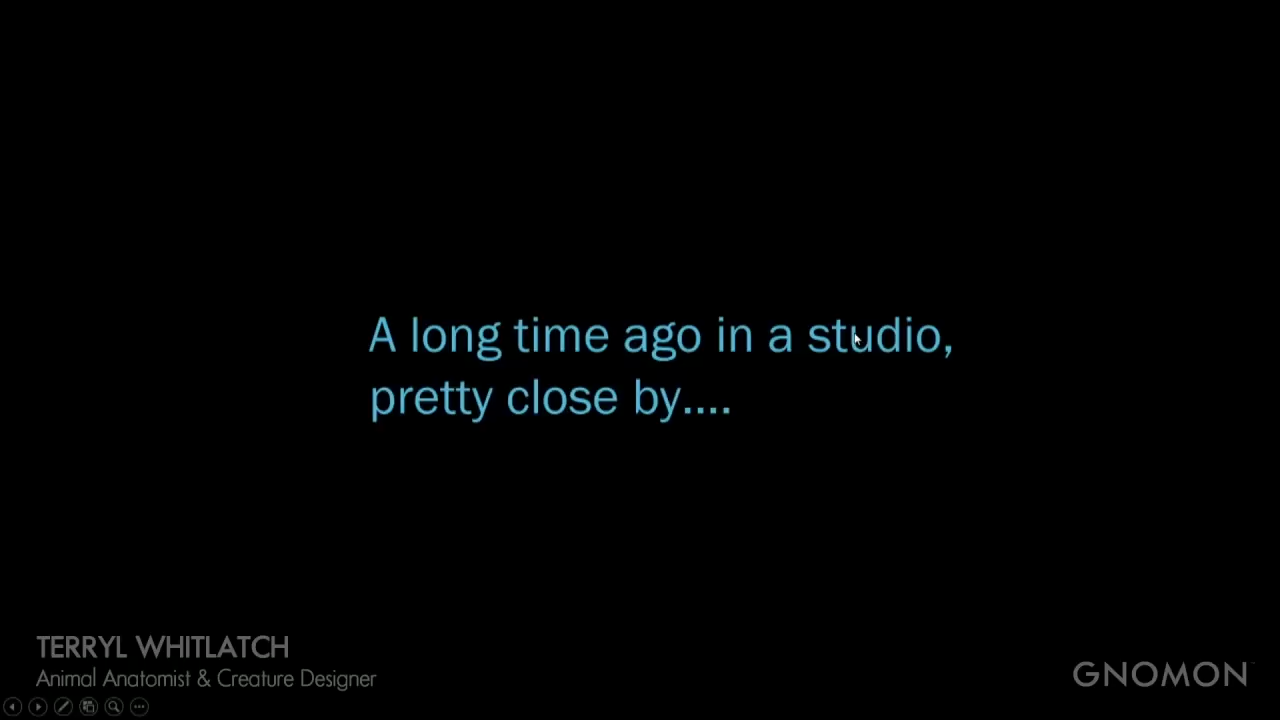 A long time ago in a studio,
pretty close by....
TERRYL WHITLATCH
Animal Anatomist & Creature Designer
GNOMON